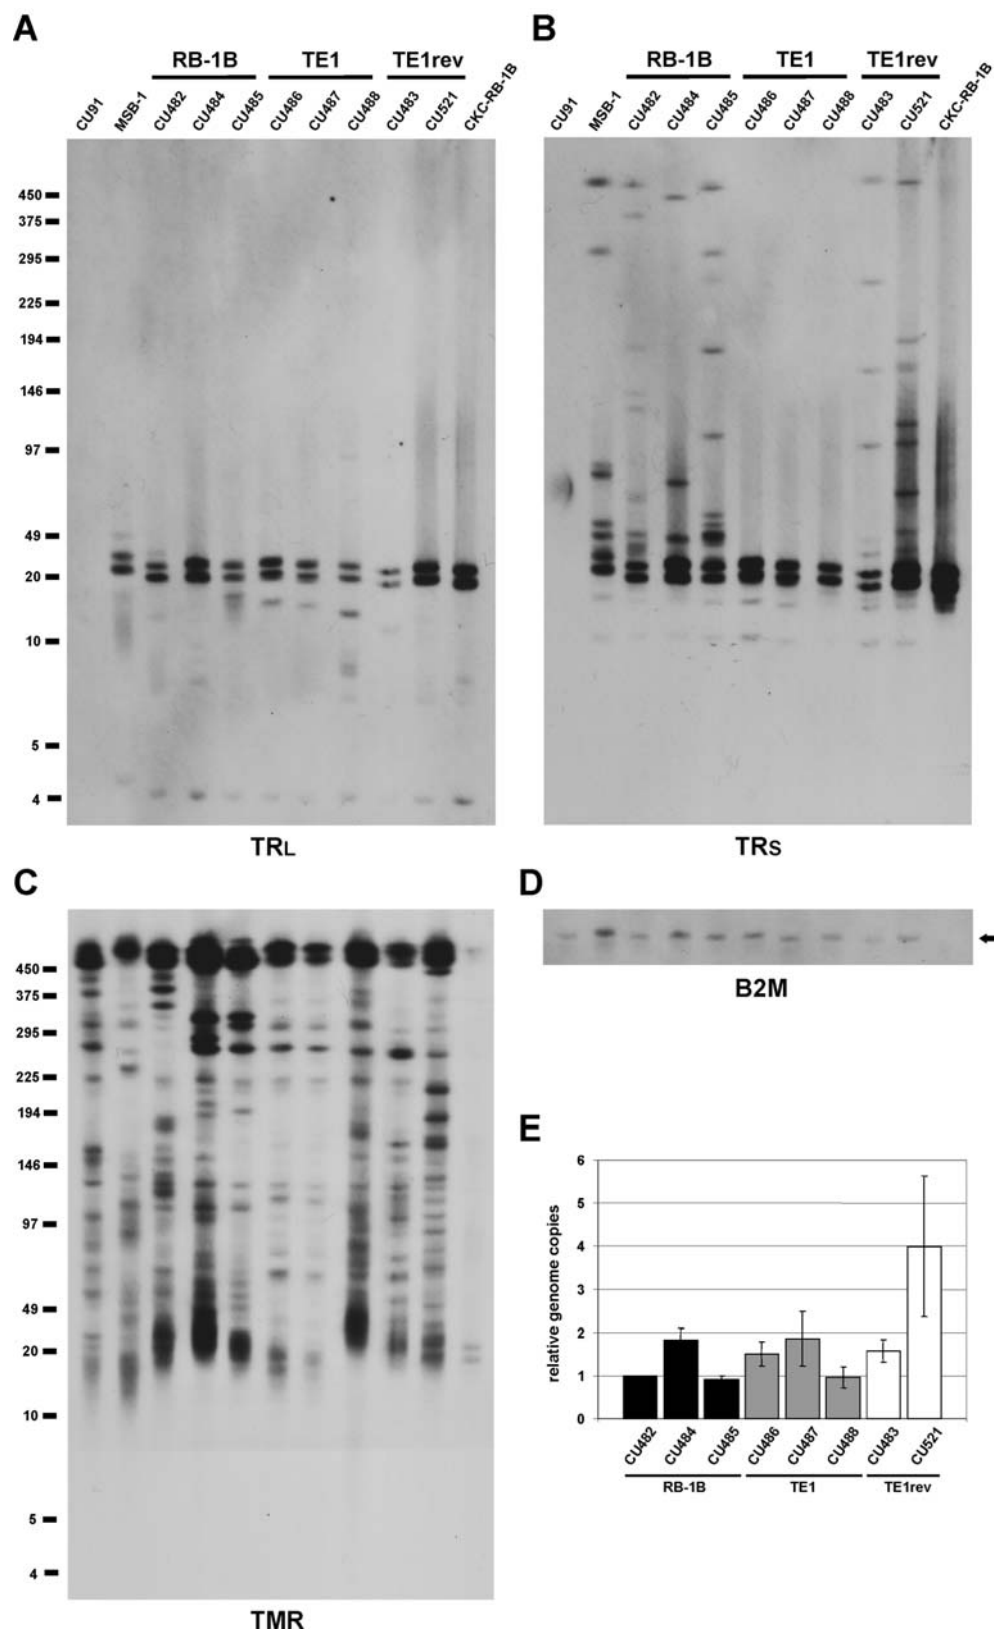 A
RB-1B TE1 TE1rev
CU91 MSB-1 CU482 CU484 CU485 CU486 CU487 CU488 CU483 CU521 CKC-RB-1B
450
375
295
225
194
146
97
49
20
10
5
4
TRL
B
RB-1B TE1 TE1rev
CU91 MSB-1 CU482 CU484 CU485 CU486 CU487 CU488 CU483 CU521 CKC-RB-1B
TRS
C
450
375
295
225
194
146
97
49
20
10
5
4
TMR
D
B2M
E
relative genome copies
6
5
4
3
2
1
0
CU482 CU484 CU485 CU486 CU487 CU488 CU483 CU521
RB-1B TE1 TE1rev